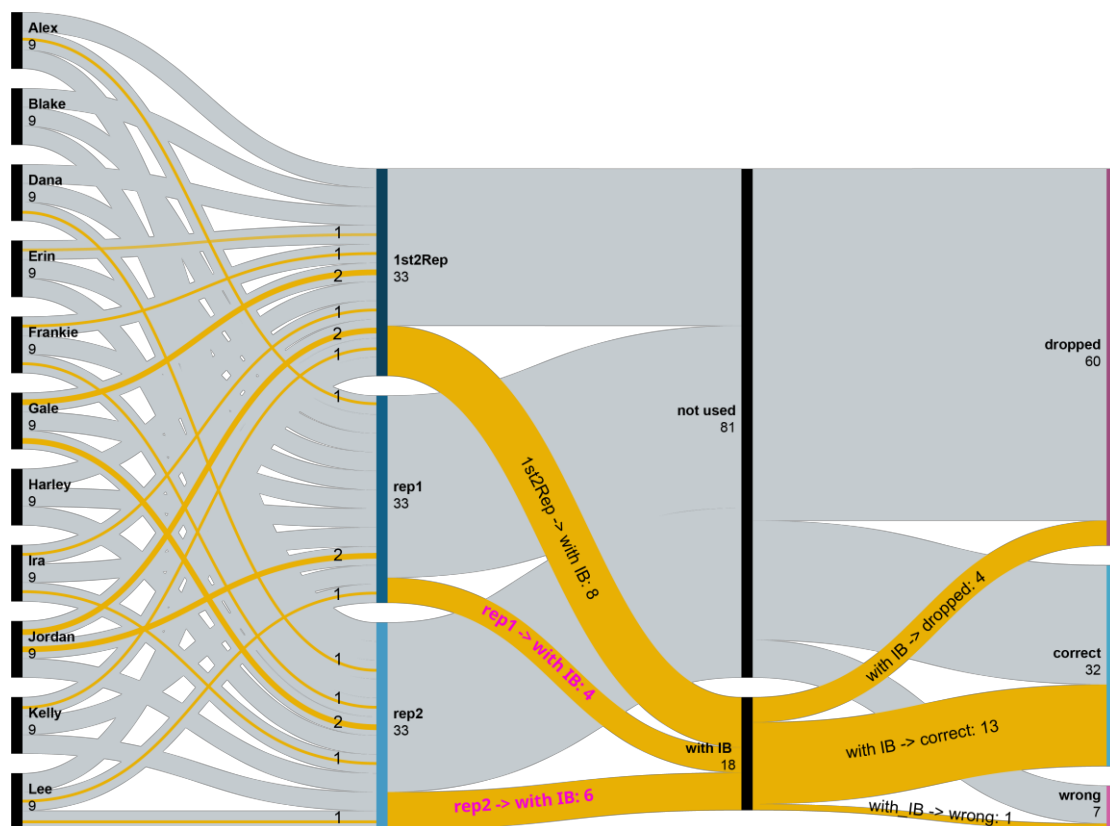 Alex
9
Blake
9
Dana
9
Erin
9
Frankie
9
Gale
9
Harley
9
Ira
9
Jordan
9
Kelly
9
Lee
9
1
1
2
1
2
1
1
2
1
1
1
2
1
1
1st2Rep
33
rep1
33
rep2
33
1st2Rep -> with IB: 8
rep1 -> with IB: 4
rep2 -> with IB: 6
not used
81
with IB
18
with IB -> dropped: 4
with IB -> correct: 13
with_IB -> wrong: 1
dropped
60
correct
32
wrong
7